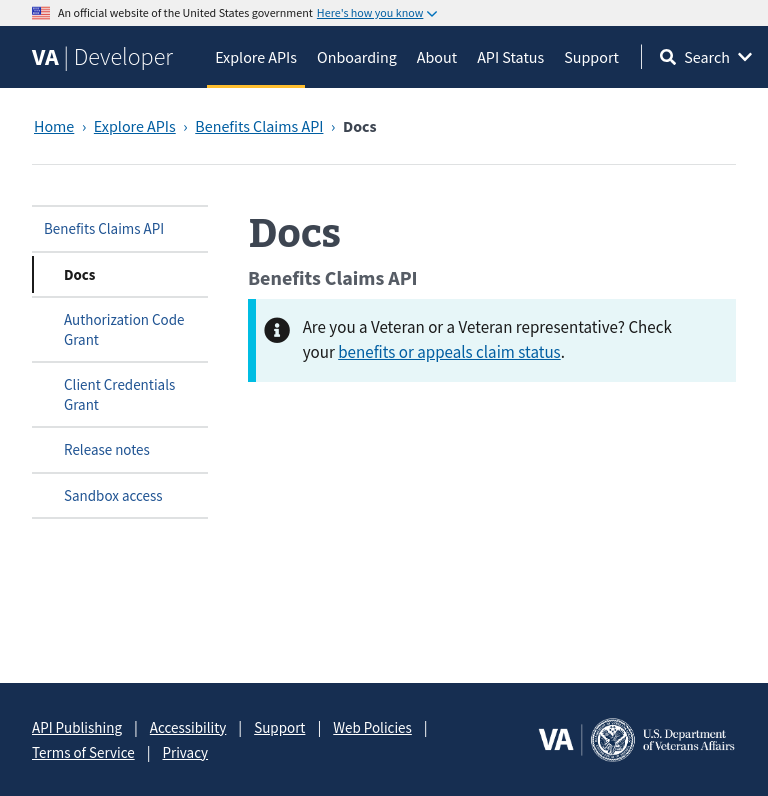 An official website of the United States government Here's how you know
VA | Developer Explore APIs Onboarding About API Status Support Search
Home › Explore APIs › Benefits Claims API › Docs
Benefits Claims API
Docs
Authorization Code
Grant
Client Credentials
Grant
Release notes
Sandbox access
Docs
Benefits Claims API
Are you a Veteran or a Veteran representative? Check
your benefits or appeals claim status.
API Publishing | Accessibility | Support | Web Policies |
Terms of Service | Privacy
VA
U.S. Department
of Veterans Affairs